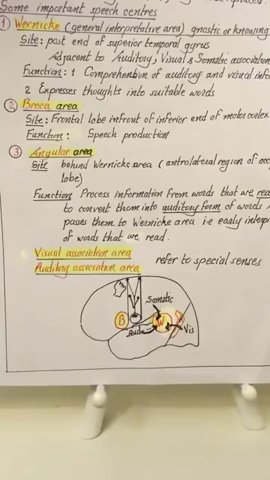 Some important speech centres
① Wernicke (general interpretative area) gnostic or knowing
Site: post end of superior temporal gyrus
Adjacent to Auditory, Visual & Somatic association
Function: 1 Comprehension of auditory and visual info
2 Expresses thoughts into suitable words
② Broca area
Site: Frontal lobe infront of inferior end of motor cortex
Function: Speech production
③ Angular area
Site behind Wernicke area (antrolateral region of occ
lobe)
Function Process information from words that we rea
to convert them into auditory form of words
passes them to Wernicke area i.e easily interp
of words that we read.
Visual association area
Auditory association area
refer to special senses
Somatic
B
W
Vis